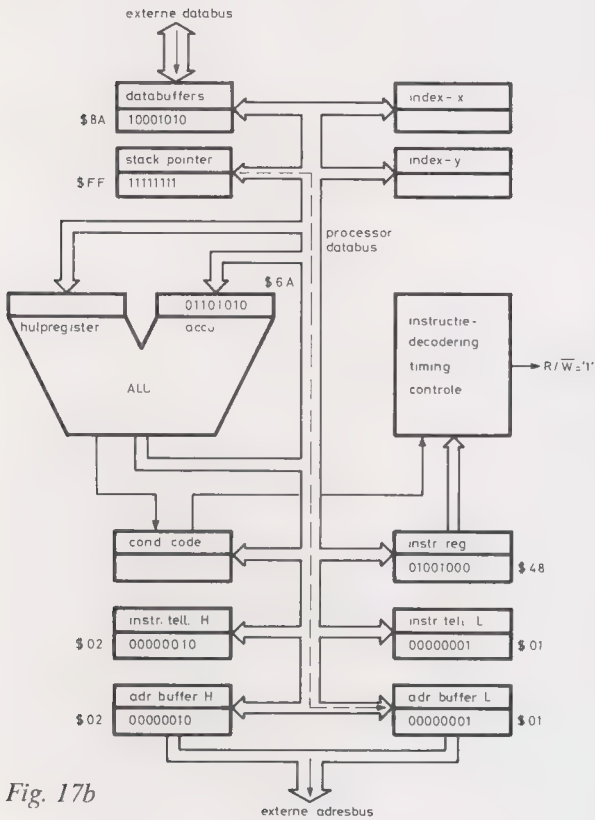 externe databus
databuffers
$8A 10001010
index-x
stack pointer
$FF 11111111
index-y
processor
databus
$6A
01101010
hulpregister
accu
ALU
instructie-
decodering
timing
controle
R/W̅='1'
cond code
instr reg
01001000 $48
instr. tell. H
$02 00000010
instr tell L
00000001 $01
adr buffer H
$02 00000010
adr buffer L
00000001 $01
Fig. 17b
externe adresbus